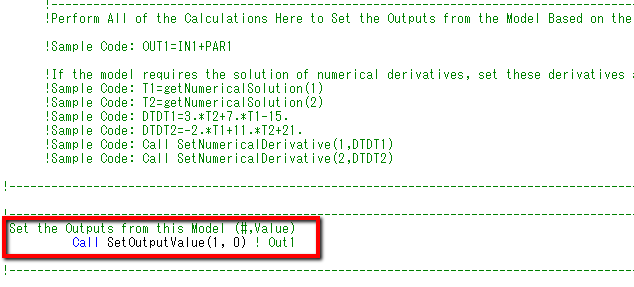 !------------------------------------------------------------------------------------
!Perform All of the Calculations Here to Set the Outputs from the Model Based on the
!Sample Code: OUT1=IN1+PAR1
!If the model requires the solution of numerical derivatives, set these derivatives
!Sample Code: T1=getNumericalSolution(1)
!Sample Code: T2=getNumericalSolution(2)
!Sample Code: DTDT1=3.*T2+7.*T1-15.
!Sample Code: DTDT2=-2.*T1+11.*T2+21.
!Sample Code: Call SetNumericalDerivative(1,DTDT1)
!Sample Code: Call SetNumericalDerivative(2,DTDT2)
!------------------------------------------------------------------------------------------
!------------------------------------------------------------------------------------------
Set the Outputs from this Model (#,Value)
Call SetOutputValue(1, 0) ! Out1
!------------------------------------------------------------------------------------------